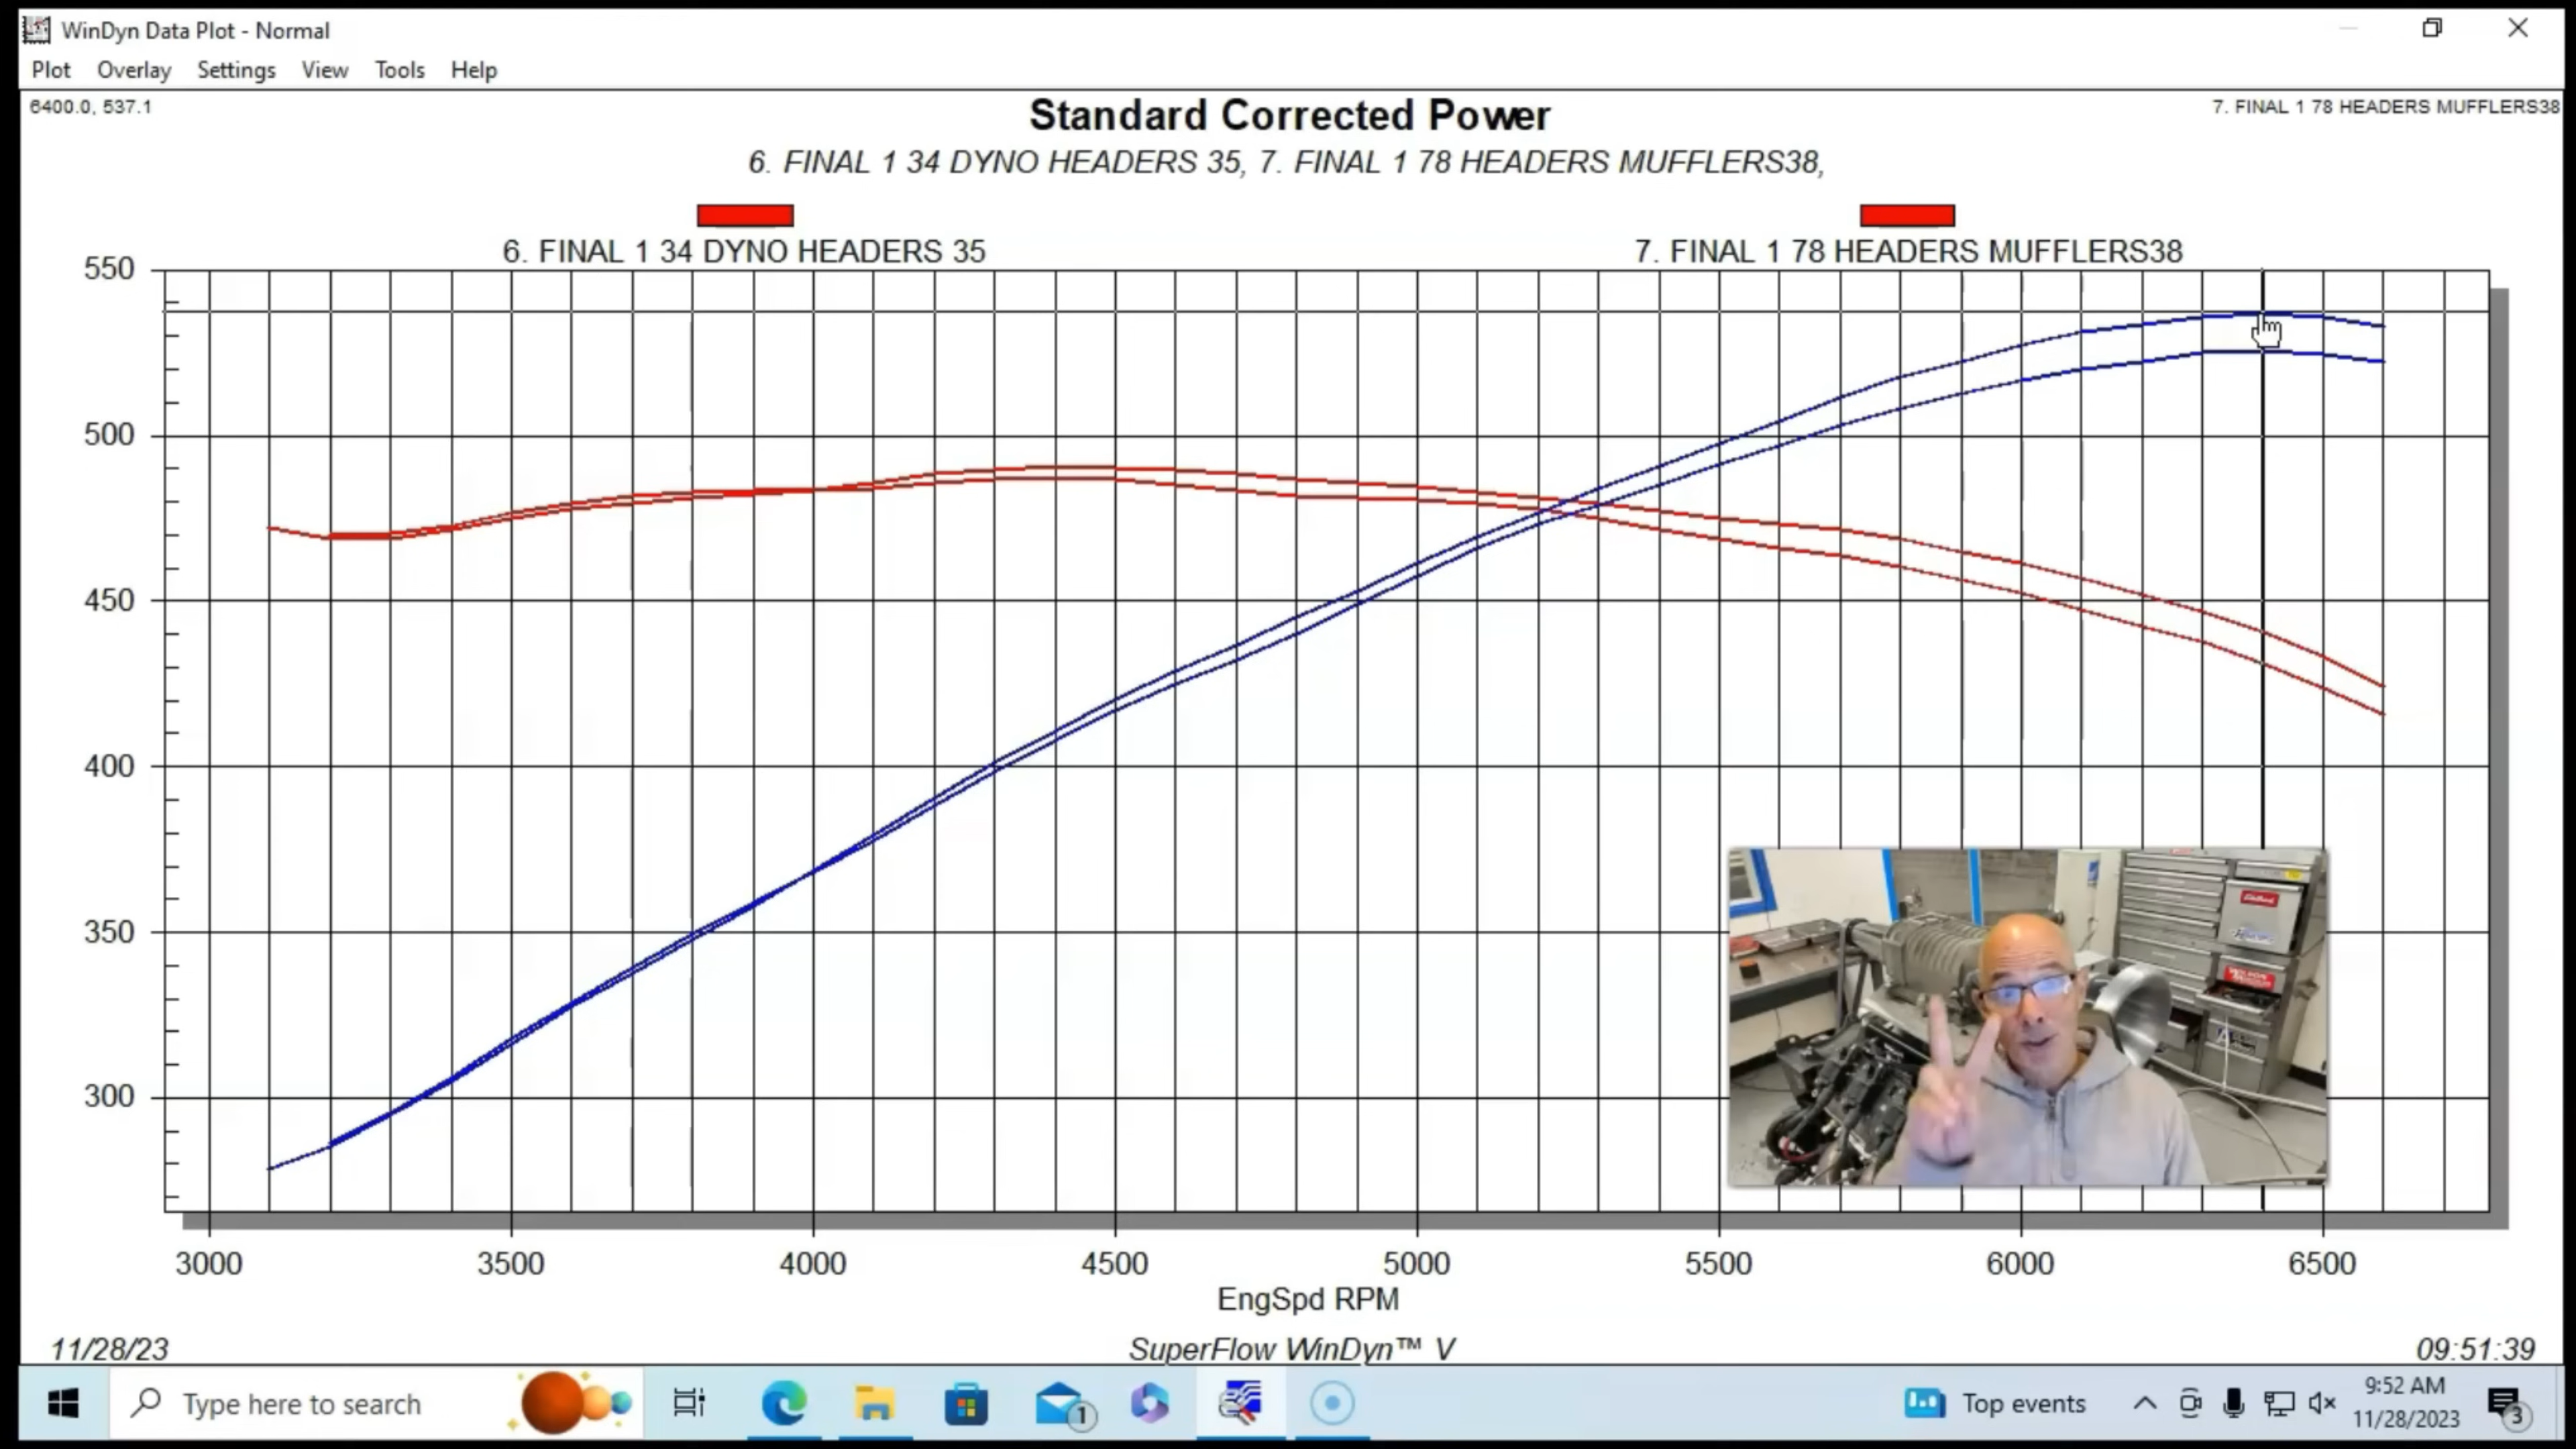 WinDyn Data Plot - Normal
Plot Overlay Settings View Tools Help
6400.0, 537.1
Standard Corrected Power
7. FINAL 1 78 HEADERS MUFFLERS38
6. FINAL 1 34 DYNO HEADERS 35, 7. FINAL 1 78 HEADERS MUFFLERS38,
6. FINAL 1 34 DYNO HEADERS 35
7. FINAL 1 78 HEADERS MUFFLERS38
550
500
450
400
350
300
3000 3500 4000 4500 5000 5500 6000 6500
EngSpd RPM
11/28/23
SuperFlow WinDyn™ V
09:51:39
Type here to search
1
Top events
9:52 AM
11/28/2023
3